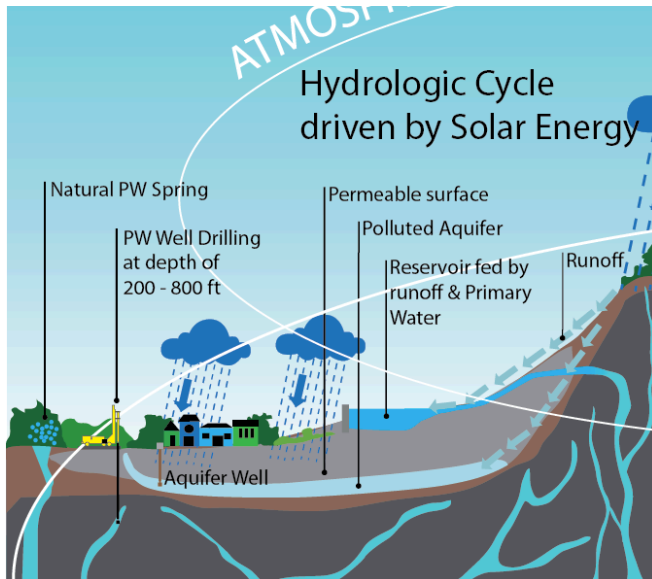 ATMOSPH
Hydrologic Cycle
driven by Solar Energy
Natural PW Spring
PW Well Drilling
at depth of
200 - 800 ft
Permeable surface
Polluted Aquifer
Reservoir fed by
runoff & Primary
Water
Runoff
Aquifer Well